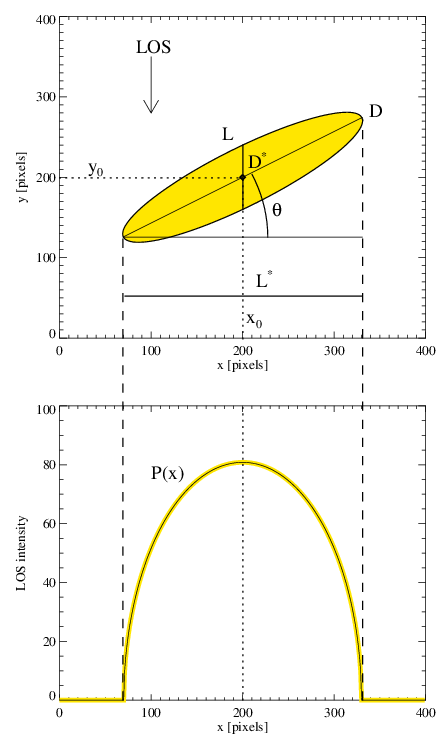 400
300
200
100
0
y [pixels]
LOS
L
D
D*
y₀
θ
L*
x₀
0 100 200 300 400
x [pixels]
100
80
60
40
20
0
LOS intensity
P(x)
0 100 200 300 400
x [pixels]